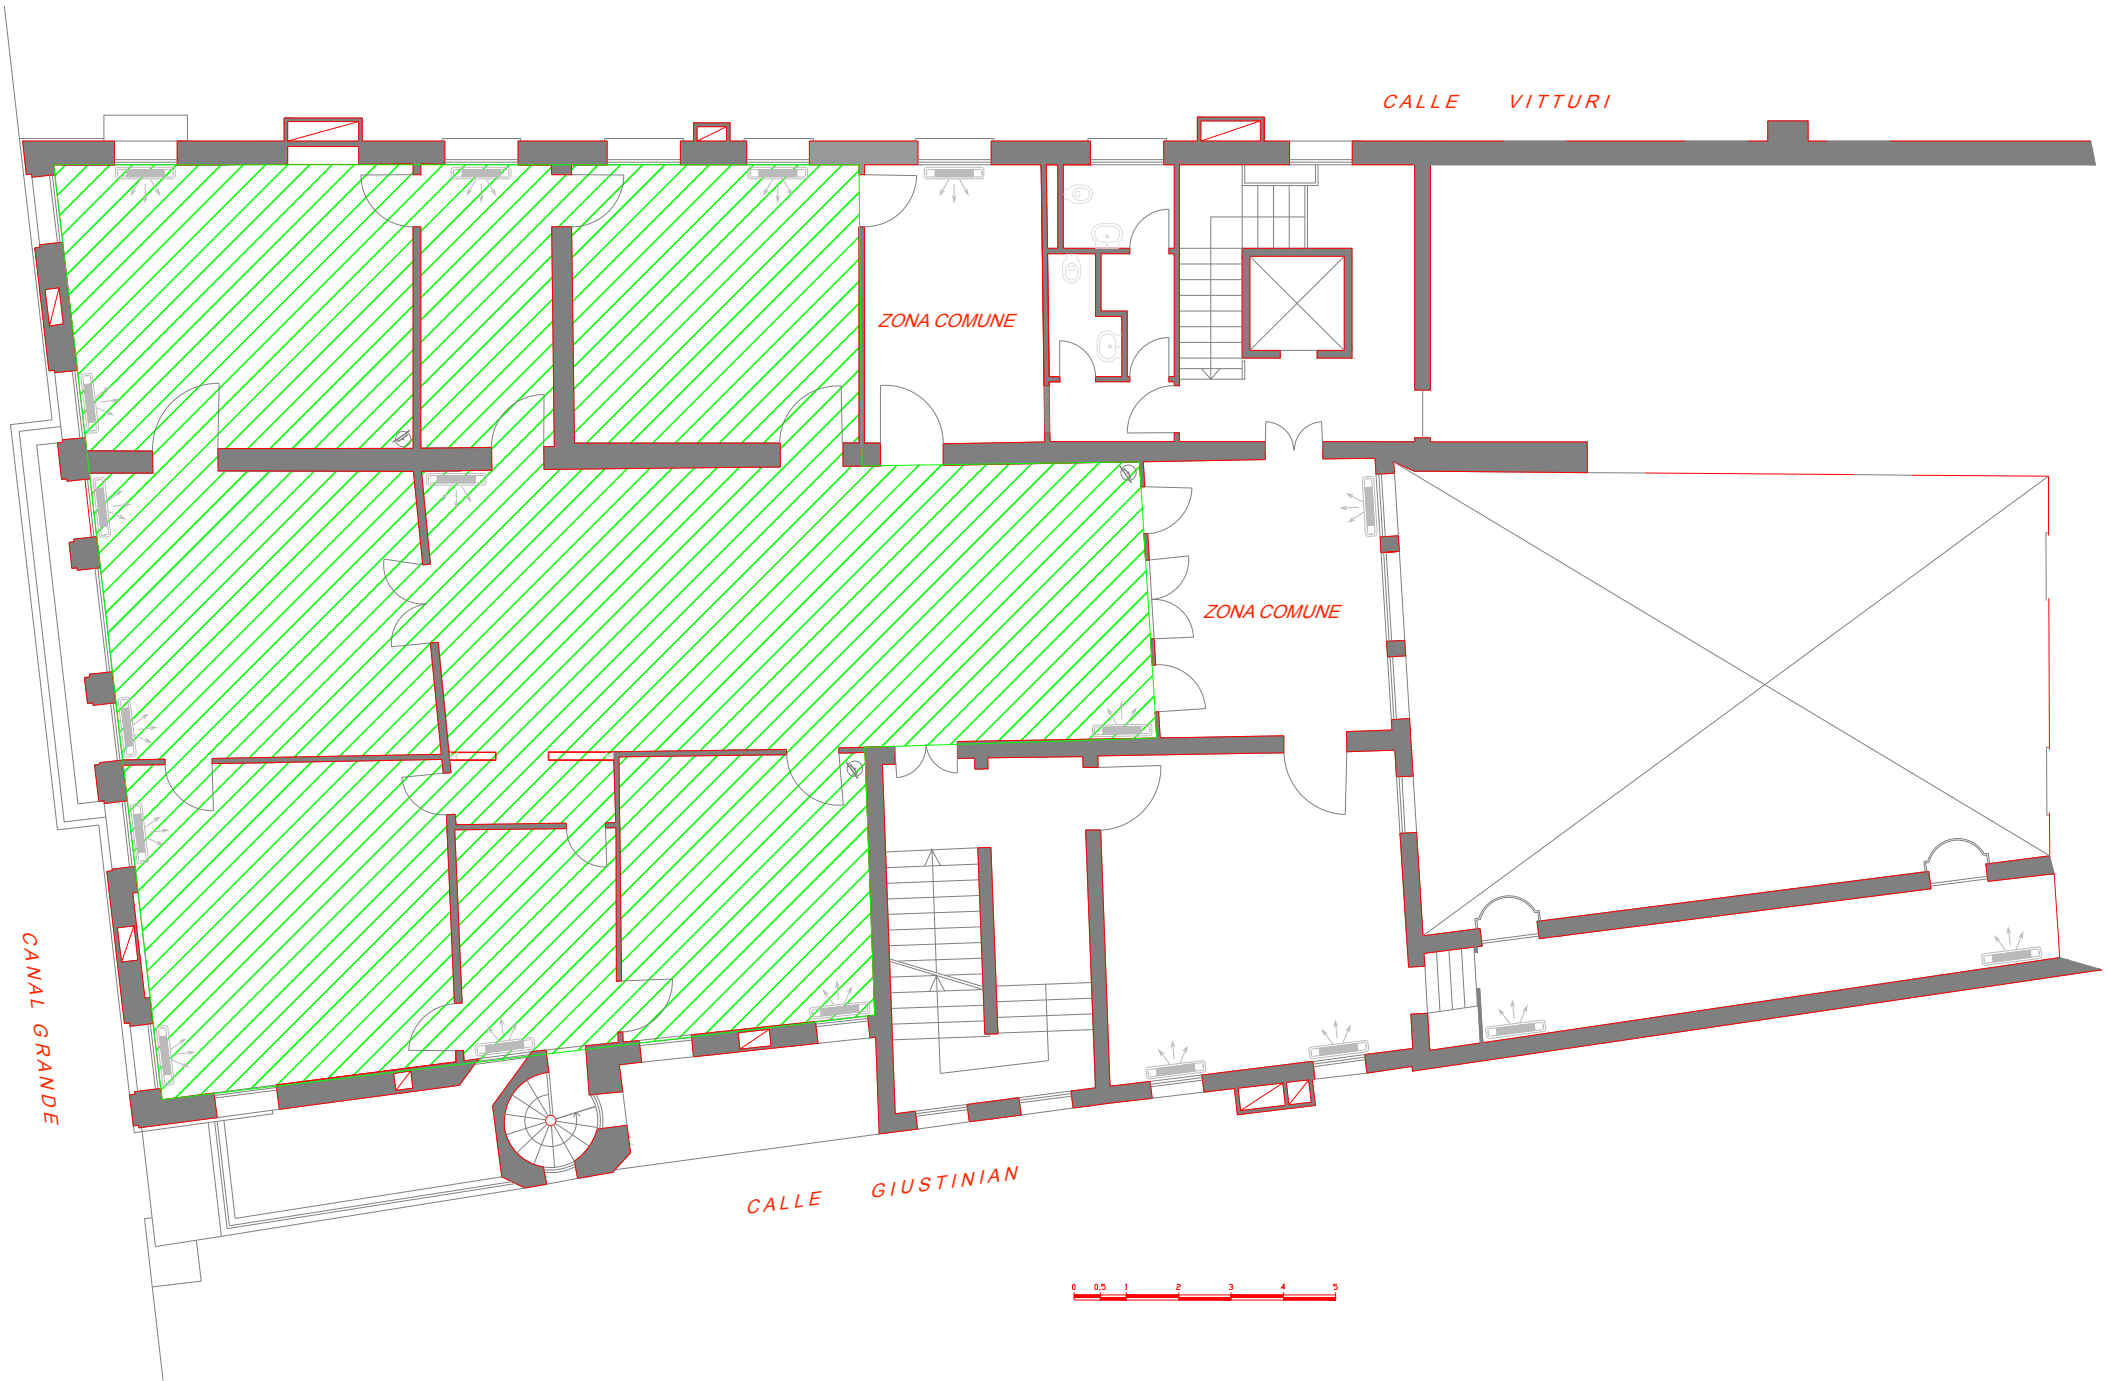 CALLE VITTURI
ZONA COMUNE
ZONA COMUNE
CANAL GRANDE
CALLE GIUSTINIAN
0 0,5 1 2 3 4 5